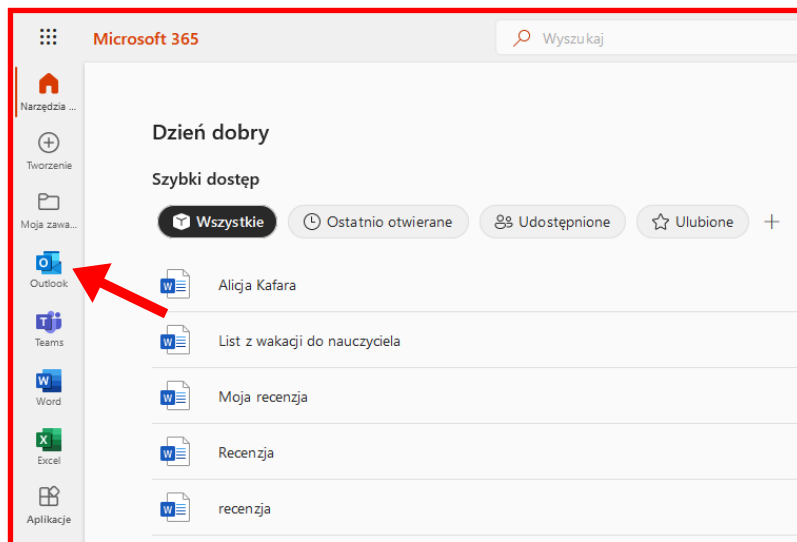 Microsoft 365
Wyszukaj
Narzędzia ...
Tworzenie
Moja zawa...
Outlook
Teams
Word
Excel
Aplikacje
Dzień dobry
Szybki dostęp
Wszystkie
Ostatnio otwierane
Udostępnione
Ulubione
Alicja Kafara
List z wakacji do nauczyciela
Moja recenzja
Recenzja
recenzja